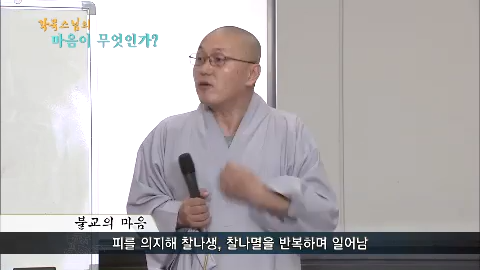 각묵스님의
마음이 무엇인가?
불교의 마음
피를 의지해 찰나생, 찰나멸을 반복하며 일어남